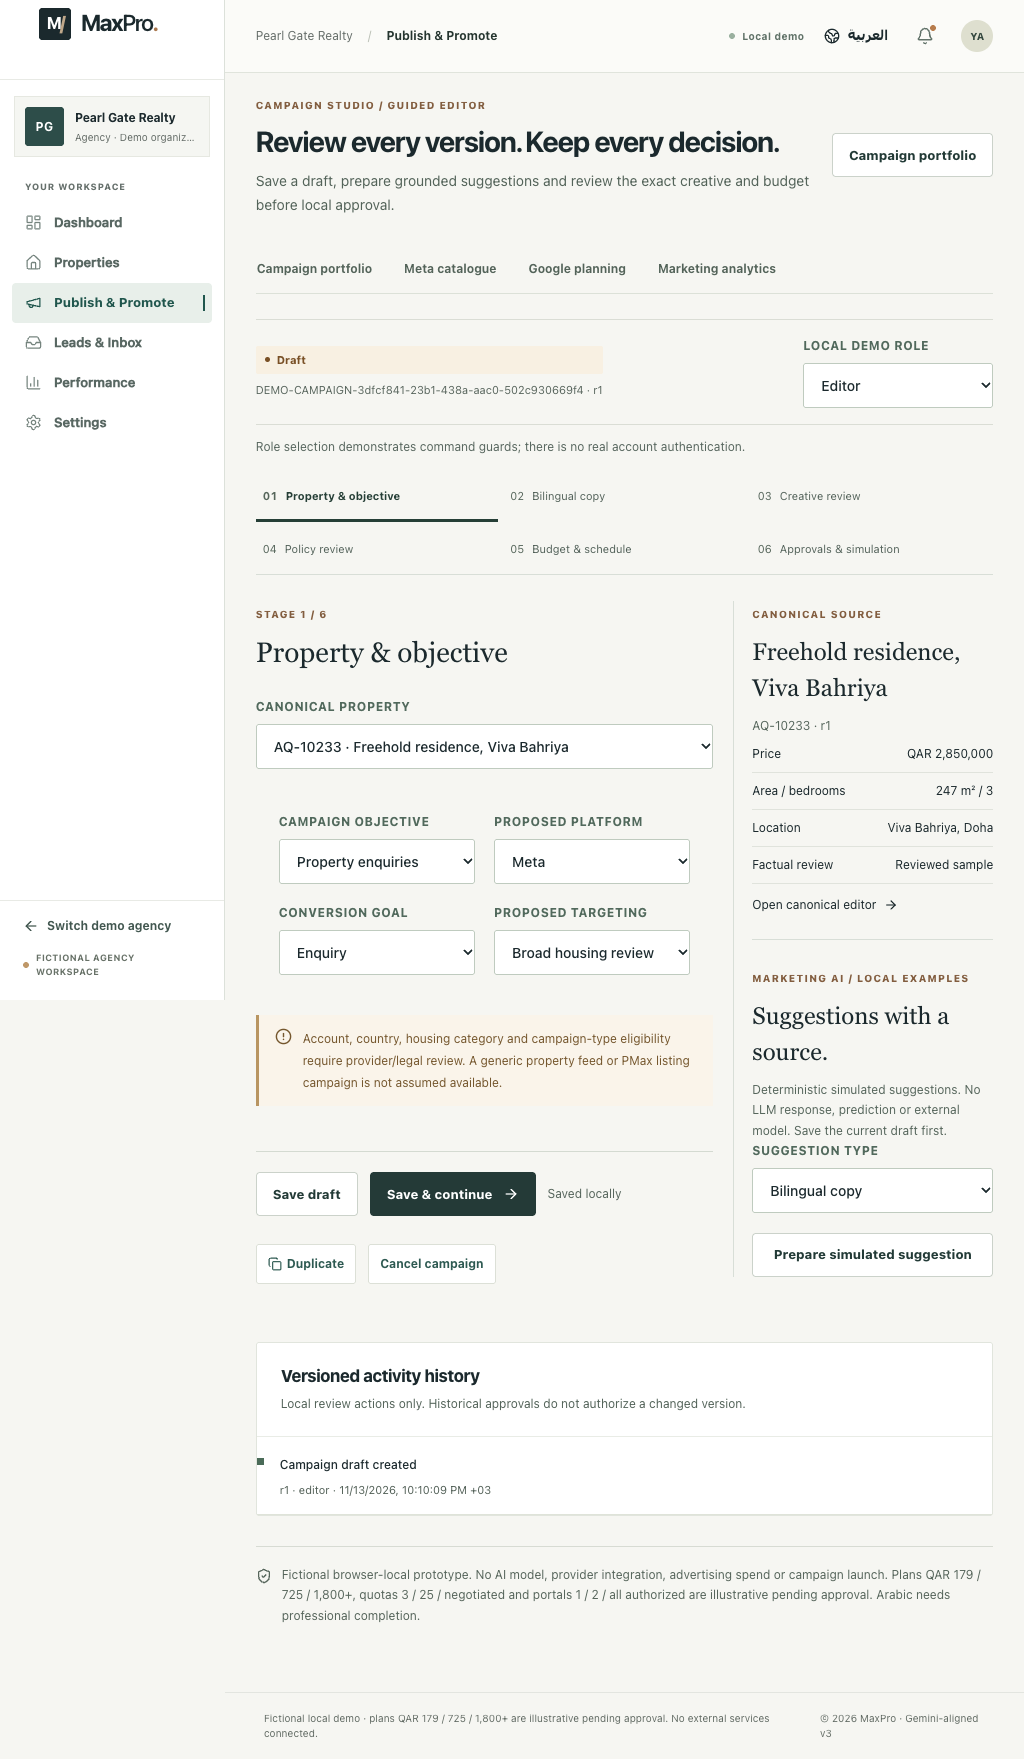 M/ MaxPro.
PG
Pearl Gate Realty
Agency · Demo organiz...
YOUR WORKSPACE
Dashboard
Properties
Publish & Promote
Leads & Inbox
Performance
Settings
Switch demo agency
FICTIONAL AGENCY
WORKSPACE
Pearl Gate Realty / Publish & Promote
Local demo
العربية
YA
CAMPAIGN STUDIO / GUIDED EDITOR
Review every version. Keep every decision.
Save a draft, prepare grounded suggestions and review the exact creative and budget
before local approval.
Campaign portfolio
Campaign portfolio
Meta catalogue
Google planning
Marketing analytics
Draft
DEMO-CAMPAIGN-3dfcf841-23b1-438a-aac0-502c930669f4 · r1
LOCAL DEMO ROLE
Editor
Role selection demonstrates command guards; there is no real account authentication.
01 Property & objective
02 Bilingual copy
03 Creative review
04 Policy review
05 Budget & schedule
06 Approvals & simulation
STAGE 1 / 6
Property & objective
CANONICAL PROPERTY
AQ-10233 · Freehold residence, Viva Bahriya
CAMPAIGN OBJECTIVE
Property enquiries
PROPOSED PLATFORM
Meta
CONVERSION GOAL
Enquiry
PROPOSED TARGETING
Broad housing review
Account, country, housing category and campaign-type eligibility
require provider/legal review. A generic property feed or PMax listing
campaign is not assumed available.
Save draft
Save & continue
Saved locally
Duplicate
Cancel campaign
CANONICAL SOURCE
Freehold residence,
Viva Bahriya
AQ-10233 · r1
Price QAR 2,850,000
Area / bedrooms 247 m² / 3
Location Viva Bahriya, Doha
Factual review Reviewed sample
Open canonical editor
MARKETING AI / LOCAL EXAMPLES
Suggestions with a
source.
Deterministic simulated suggestions. No
LLM response, prediction or external
model. Save the current draft first.
SUGGESTION TYPE
Bilingual copy
Prepare simulated suggestion
Versioned activity history
Local review actions only. Historical approvals do not authorize a changed version.
Campaign draft created
r1 · editor · 11/13/2026, 10:10:09 PM +03
Fictional browser-local prototype. No AI model, provider integration, advertising spend or campaign launch. Plans QAR 179 /
725 / 1,800+, quotas 3 / 25 / negotiated and portals 1 / 2 / all authorized are illustrative pending approval. Arabic needs
professional completion.
Fictional local demo · plans QAR 179 / 725 / 1,800+ are illustrative pending approval. No external services
connected.
© 2026 MaxPro · Gemini-aligned
v3